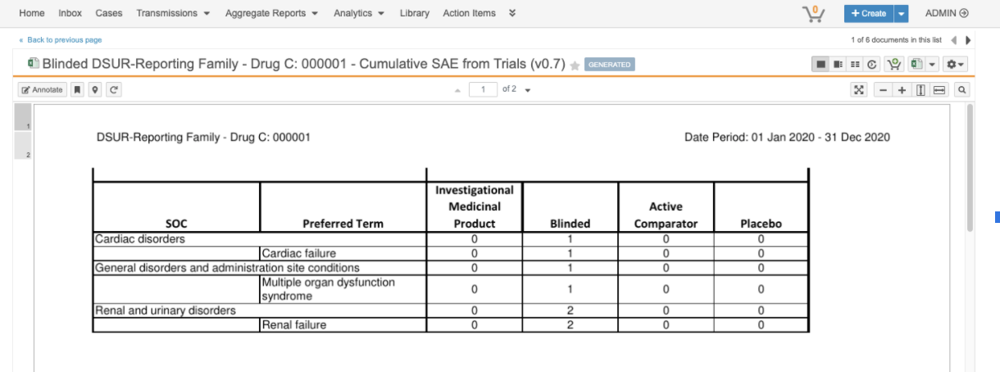 Home Inbox Cases Transmissions Aggregate Reports Analytics Library Action Items 0 + Create ADMIN
« Back to previous page 1 of 6 documents in this list
Blinded DSUR-Reporting Family - Drug C: 000001 - Cumulative SAE from Trials (v0.7) GENERATED
Annotate 1 of 2
1
2
DSUR-Reporting Family - Drug C: 000001 Date Period: 01 Jan 2020 - 31 Dec 2020
SOC Preferred Term Investigational Medicinal Product Blinded Active Comparator Placebo
Cardiac disorders 0 1 0 0
Cardiac failure 0 1 0 0
General disorders and administration site conditions 0 1 0 0
Multiple organ dysfunction syndrome 0 1 0 0
Renal and urinary disorders 0 2 0 0
Renal failure 0 2 0 0